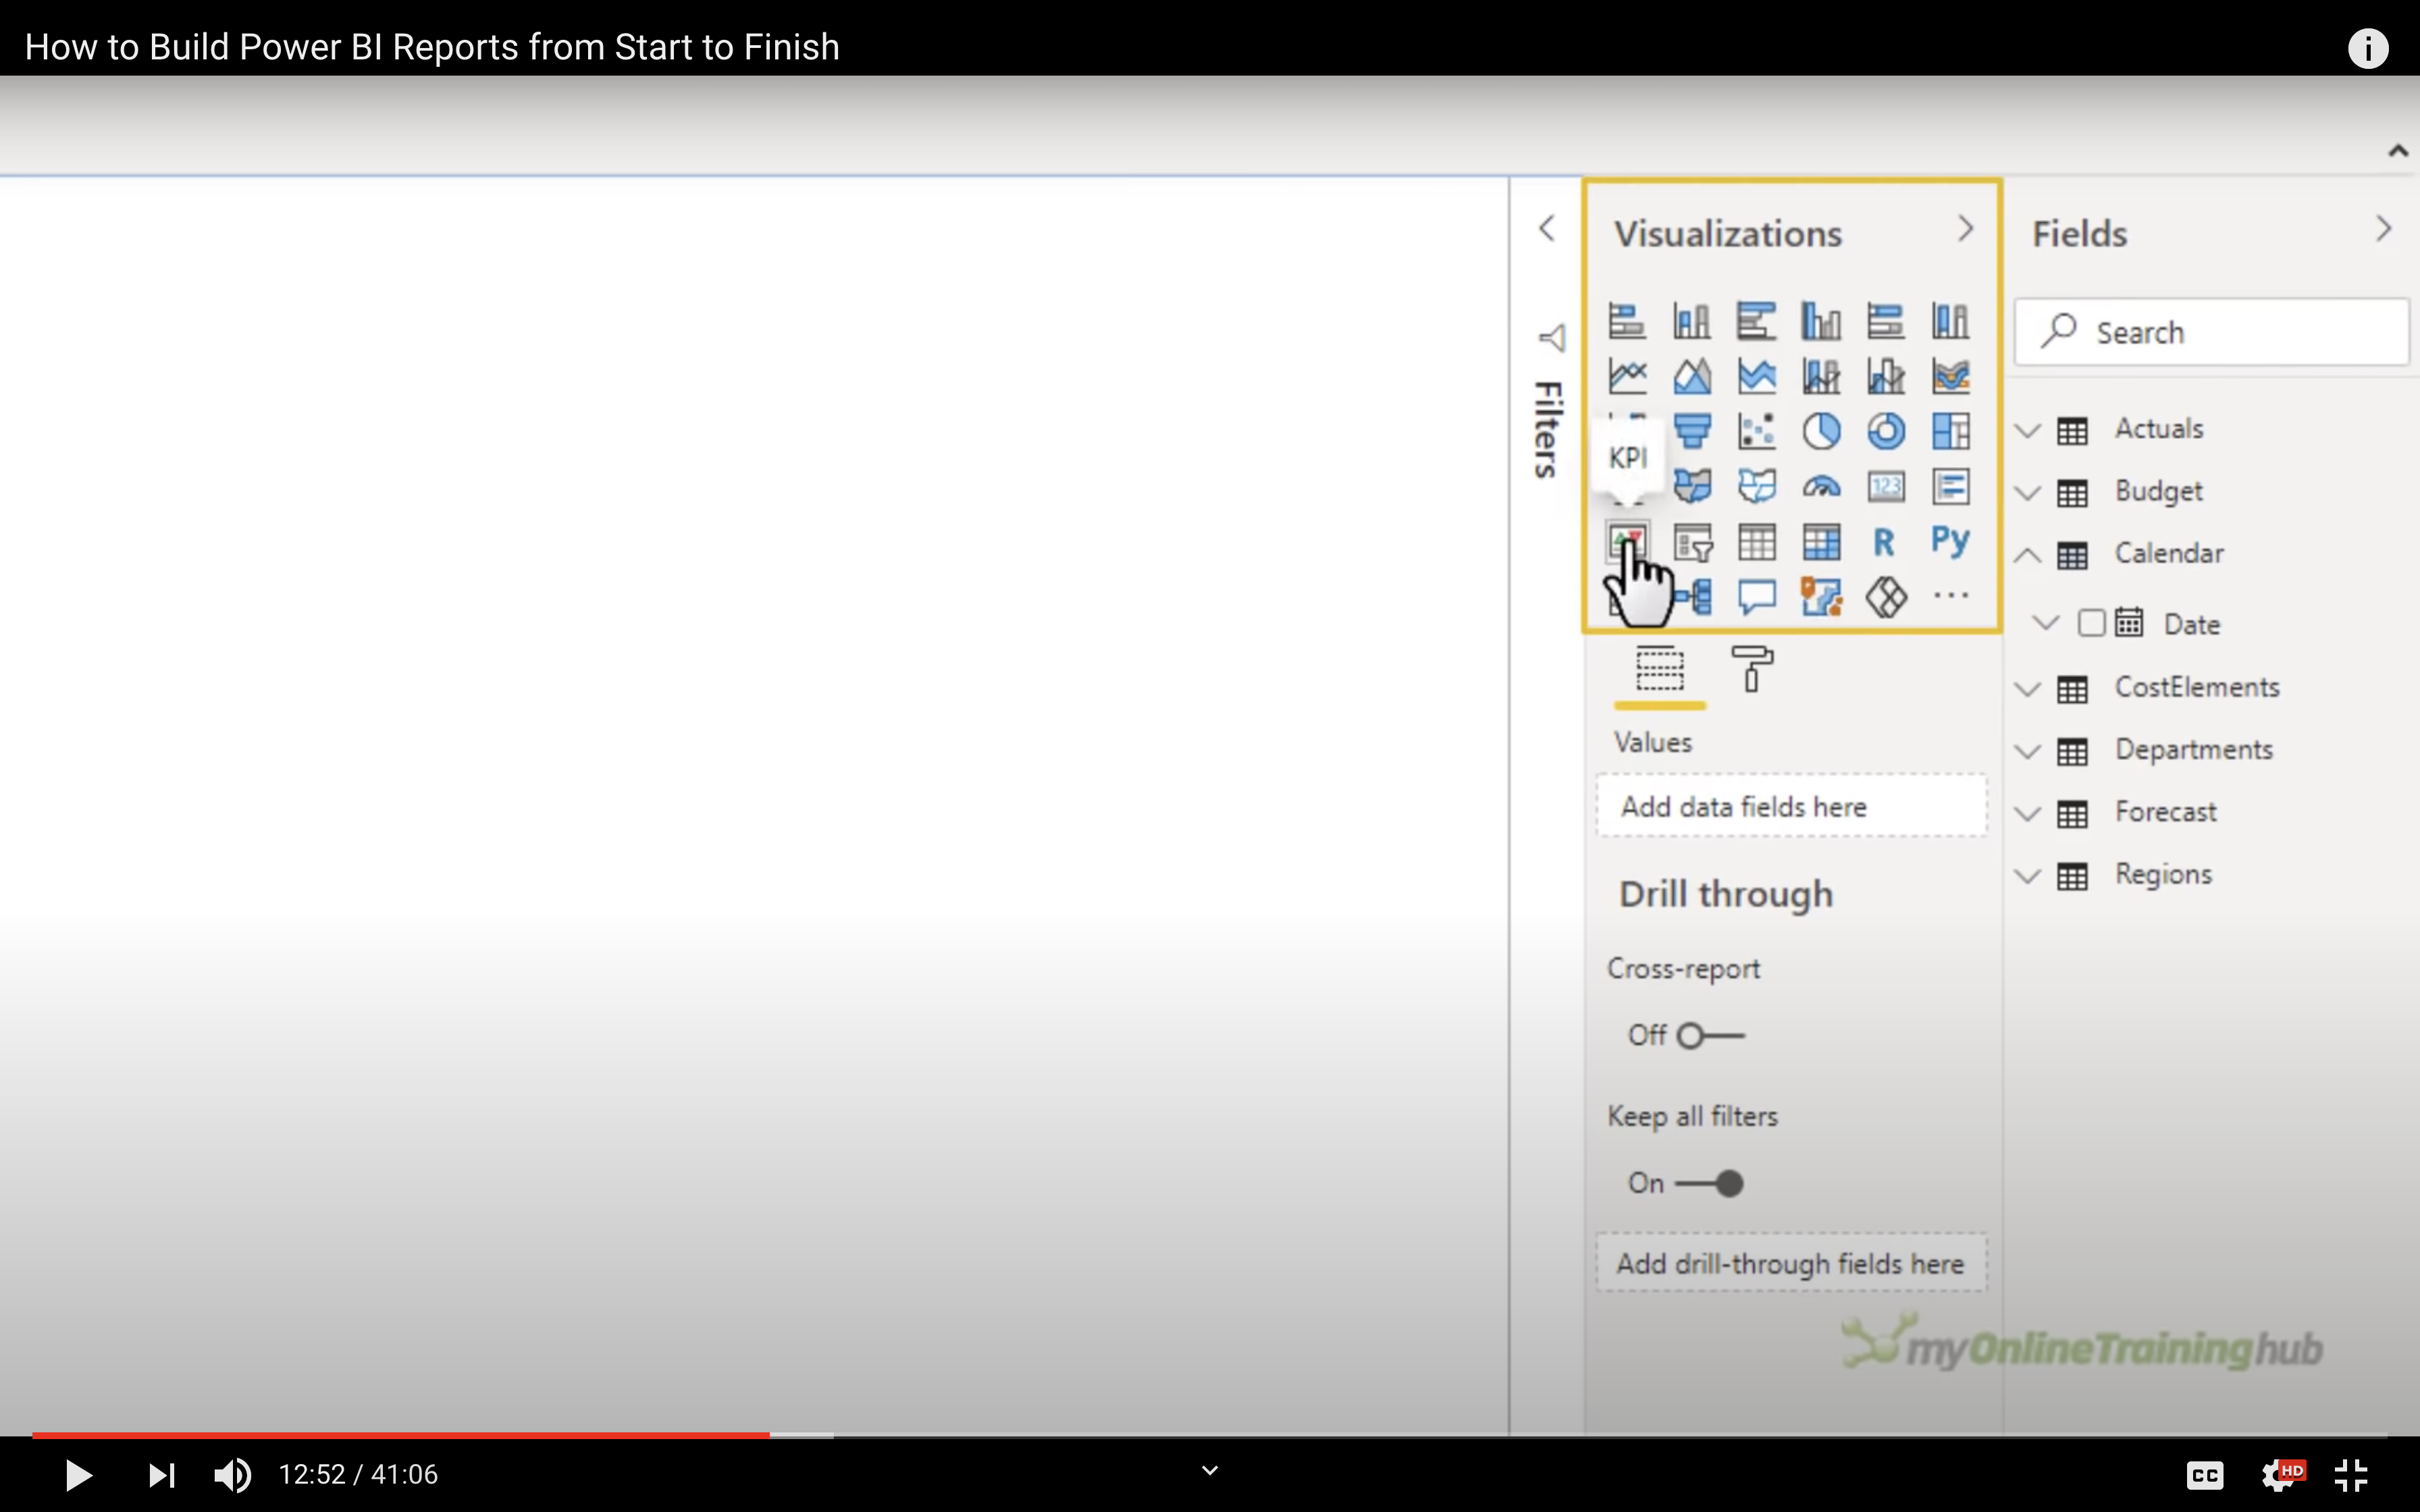 How to Build Power BI Reports from Start to Finish
i
Visualizations
Fields
Filters
Search
KPI
123
R
Py
Actuals
Budget
Calendar
Date
CostElements
Departments
Forecast
Regions
Values
Add data fields here
Drill through
Cross-report
Off
Keep all filters
On
Add drill-through fields here
myOnlineTraininghub
12:52 / 41:06
CC
HD